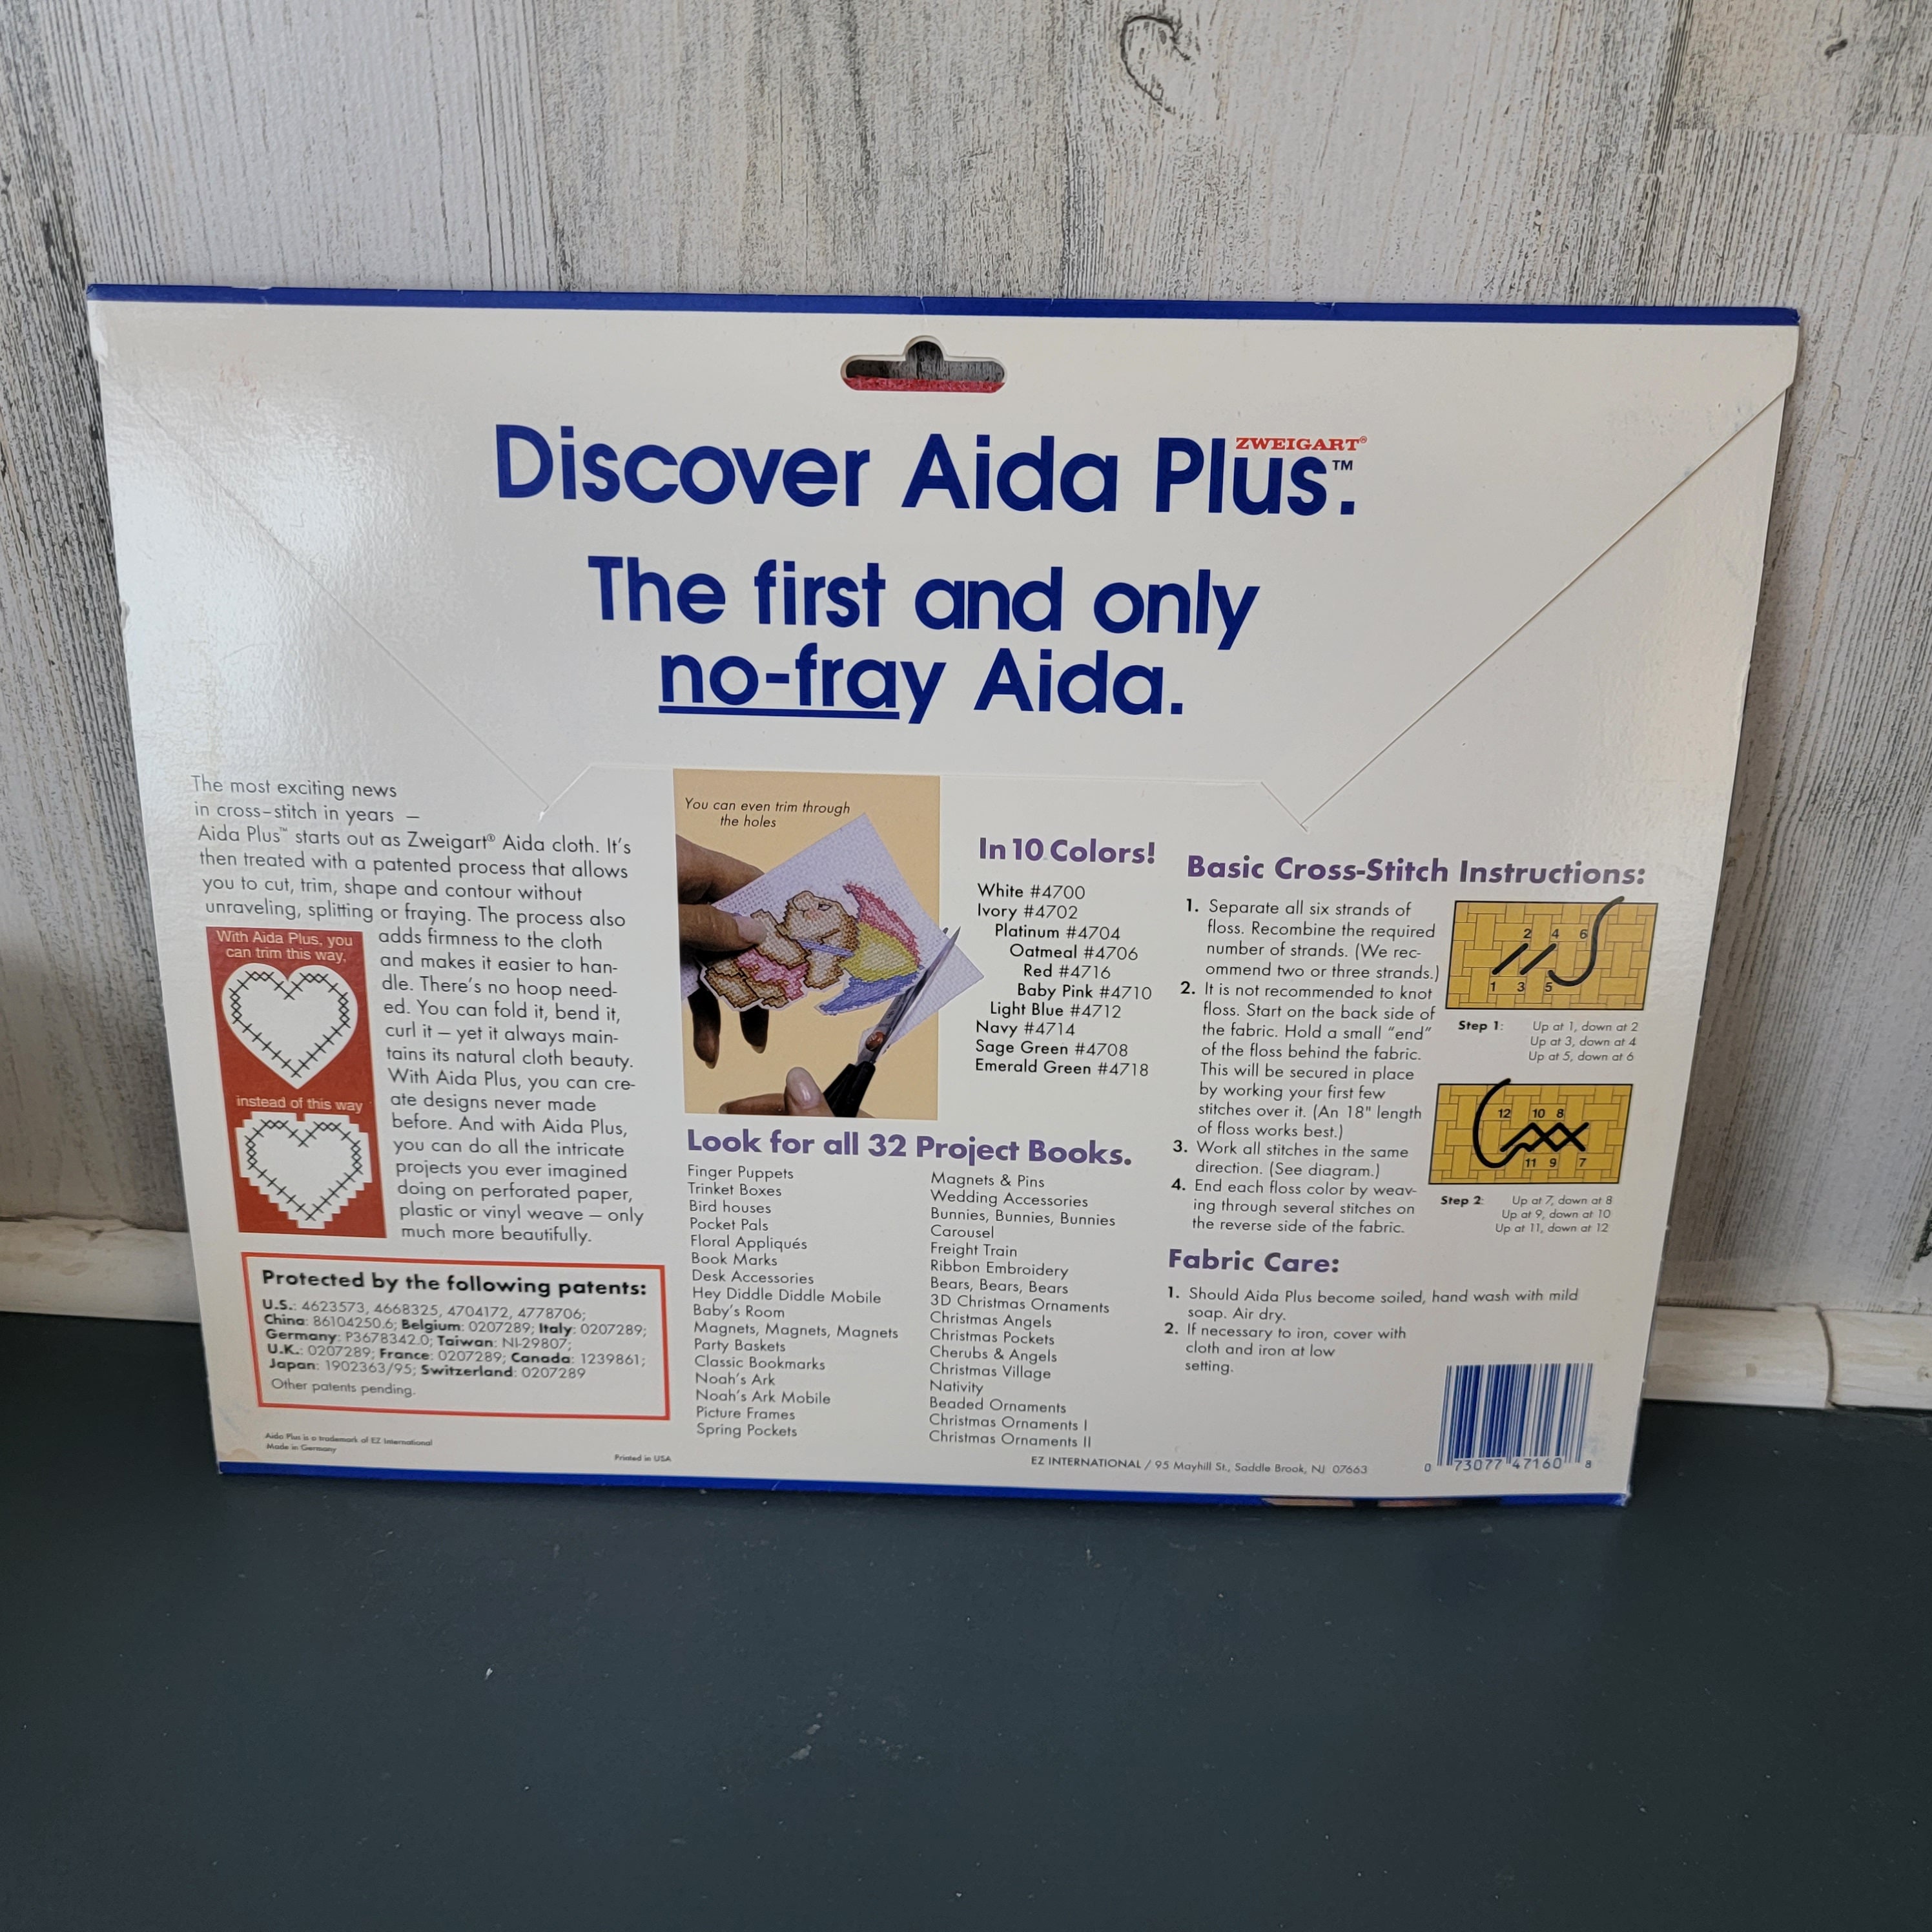 Discover Aida Plus.™
ZWEIGART®
The first and only
no-fray Aida.
The most exciting news
in cross-stitch in years —
Aida Plus™ starts out as Zweigart® Aida cloth. It's
then treated with a patented process that allows
you to cut, trim, shape and contour without
unraveling, splitting or fraying. The process also
adds firmness to the cloth
and makes it easier to han-
dle. There's no hoop need-
ed. You can fold it, bend it,
curl it — yet it always main-
tains its natural cloth beauty.
With Aida Plus, you can cre-
ate designs never made
before. And with Aida Plus,
you can do all the intricate
projects you ever imagined
doing on perforated paper,
plastic or vinyl weave — only
much more beautifully.
With Aida Plus, you
can trim this way,
instead of this way
Protected by the following patents:
U.S.: 4623573, 4668325, 4704172, 4778706;
China: 86104250.6; Belgium: 0207289; Italy: 0207289;
Germany: P3678342.0; Taiwan: NI-29807;
U.K.: 0207289; France: 0207289; Canada: 1239861;
Japan: 1902363/95; Switzerland: 0207289
Other patents pending.
Aida Plus is a trademark of EZ International
Made in Germany
Printed in USA
You can even trim through
the holes
In 10 Colors!
White #4700
Ivory #4702
Platinum #4704
Oatmeal #4706
Red #4716
Baby Pink #4710
Light Blue #4712
Navy #4714
Sage Green #4708
Emerald Green #4718
Look for all 32 Project Books.
Finger Puppets
Trinket Boxes
Bird houses
Pocket Pals
Floral Appliqués
Book Marks
Desk Accessories
Hey Diddle Diddle Mobile
Baby's Room
Magnets, Magnets, Magnets
Party Baskets
Classic Bookmarks
Noah's Ark
Noah's Ark Mobile
Picture Frames
Spring Pockets
Magnets & Pins
Wedding Accessories
Bunnies, Bunnies, Bunnies
Carousel
Freight Train
Ribbon Embroidery
Bears, Bears, Bears
3D Christmas Ornaments
Christmas Angels
Christmas Pockets
Cherubs & Angels
Christmas Village
Nativity
Beaded Ornaments
Christmas Ornaments I
Christmas Ornaments II
Basic Cross-Stitch Instructions:
1. Separate all six strands of
floss. Recombine the required
number of strands. (We rec-
ommend two or three strands.)
2. It is not recommended to knot
floss. Start on the back side of
the fabric. Hold a small "end"
of the floss behind the fabric.
This will be secured in place
by working your first few
stitches over it. (An 18" length
of floss works best.)
3. Work all stitches in the same
direction. (See diagram.)
4. End each floss color by weav-
ing through several stitches on
the reverse side of the fabric.
2 4 6
1 3 5
Step 1: Up at 1, down at 2
Up at 3, down at 4
Up at 5, down at 6
12 10 8
11 9 7
Step 2: Up at 7, down at 8
Up at 9, down at 10
Up at 11, down at 12
Fabric Care:
1. Should Aida Plus become soiled, hand wash with mild
soap. Air dry.
2. If necessary to iron, cover with
cloth and iron at low
setting.
EZ INTERNATIONAL / 95 Mayhill St., Saddle Brook, NJ 07663
0 73077 47160 8